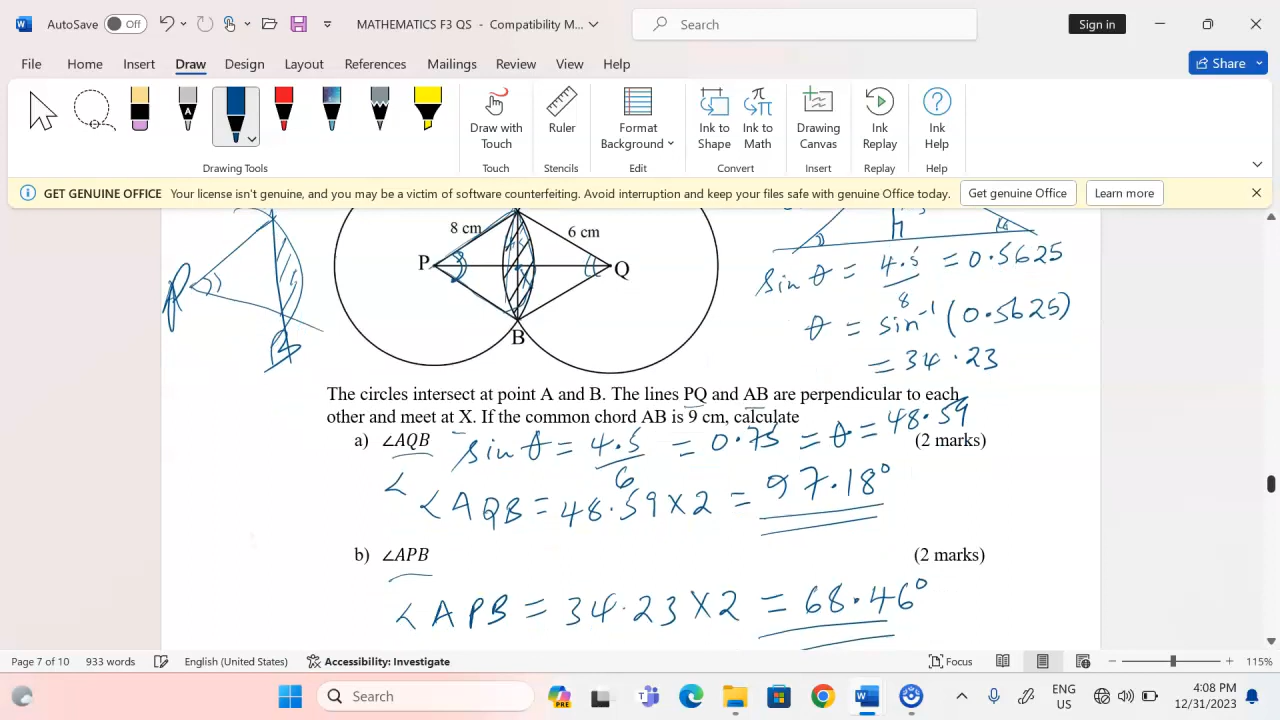 AutoSave Off MATHEMATICS F3 QS - Compatibility M... Search Sign in
File Home Insert Draw Design Layout References Mailings Review View Help Share
Draw with Touch Ruler Format Background Ink to Shape Ink to Math Drawing Canvas Ink Replay Ink Help
Drawing Tools Touch Stencils Edit Convert Insert Replay Help
GET GENUINE OFFICE Your license isn't genuine, and you may be a victim of software counterfeiting. Avoid interruption and keep your files safe with genuine Office today. Get genuine Office Learn more
8 cm 6 cm
P Q
X
B
P
B
h
sin θ = 4.5/8 = 0.5625
θ = sin⁻¹ (0.5625)
= 34.23
The circles intersect at point A and B. The lines PQ and AB are perpendicular to each
other and meet at X. If the common chord AB is 9 cm, calculate
a) ∠AQB sin θ = 4.5/6 = 0.75 = θ = 48.59 (2 marks)
∠
∠AQB = 48.59 × 2 = 97.18°
b) ∠APB (2 marks)
∠APB = 34.23 × 2 = 68.46°
Page 7 of 10 933 words English (United States) Accessibility: Investigate Focus 115%
Search PRE ENG US 4:08 PM 12/31/2023